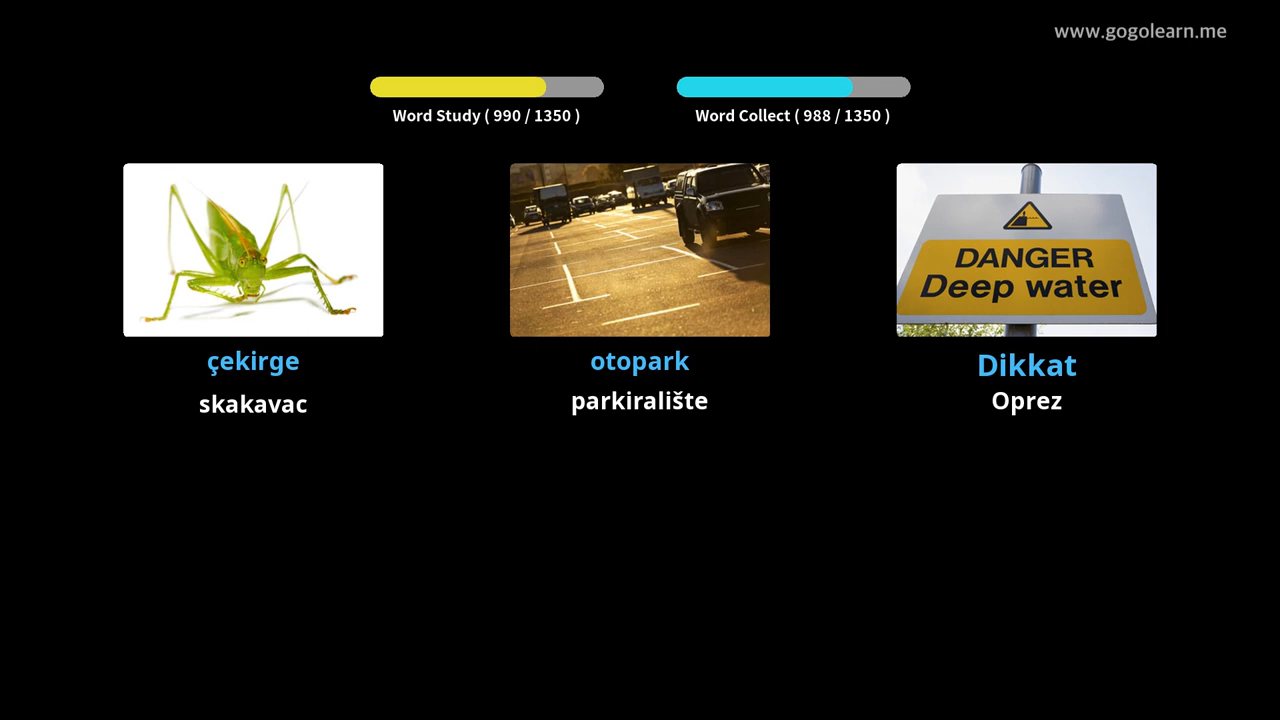 www.gogolearn.me
Word Study ( 990 / 1350 )
Word Collect ( 988 / 1350 )
DANGER
Deep water
çekirge
otopark
Dikkat
skakavac
parkiralište
Oprez